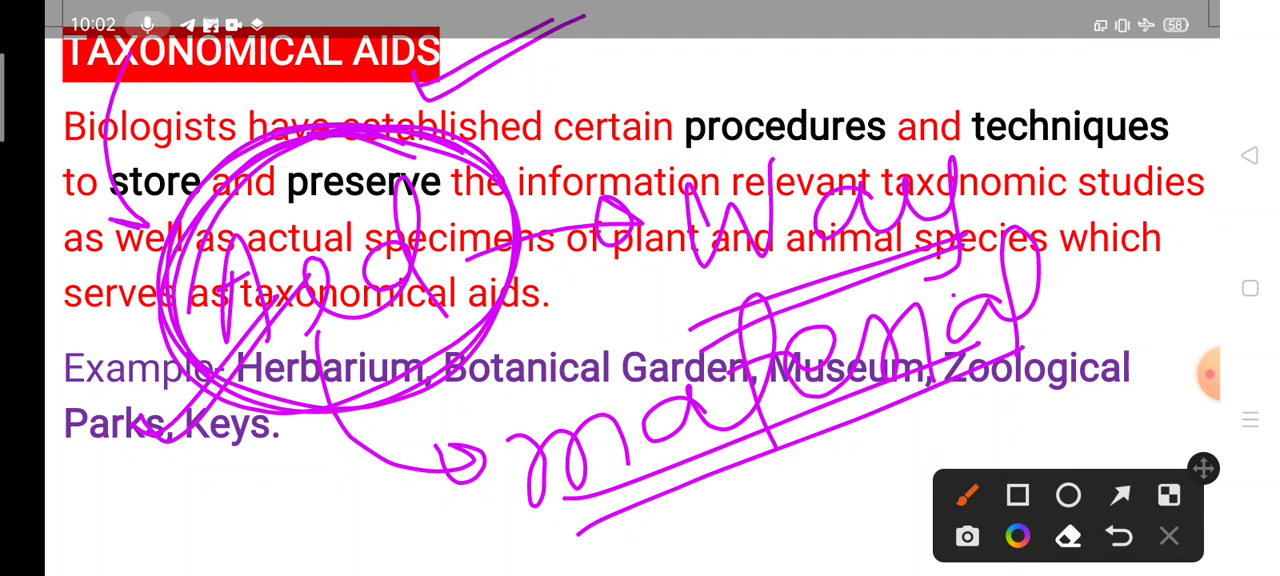 10:02
58
TAXONOMICAL AIDS
Biologists have established certain procedures and techniques
to store and preserve the information relevant taxonomic studies
as well as actual specimens of plant and animal species which
serves as taxonomical aids.
Example- Herbarium, Botanical Garden, Museum, Zoological
Parks, Keys.
Aid
Way
material